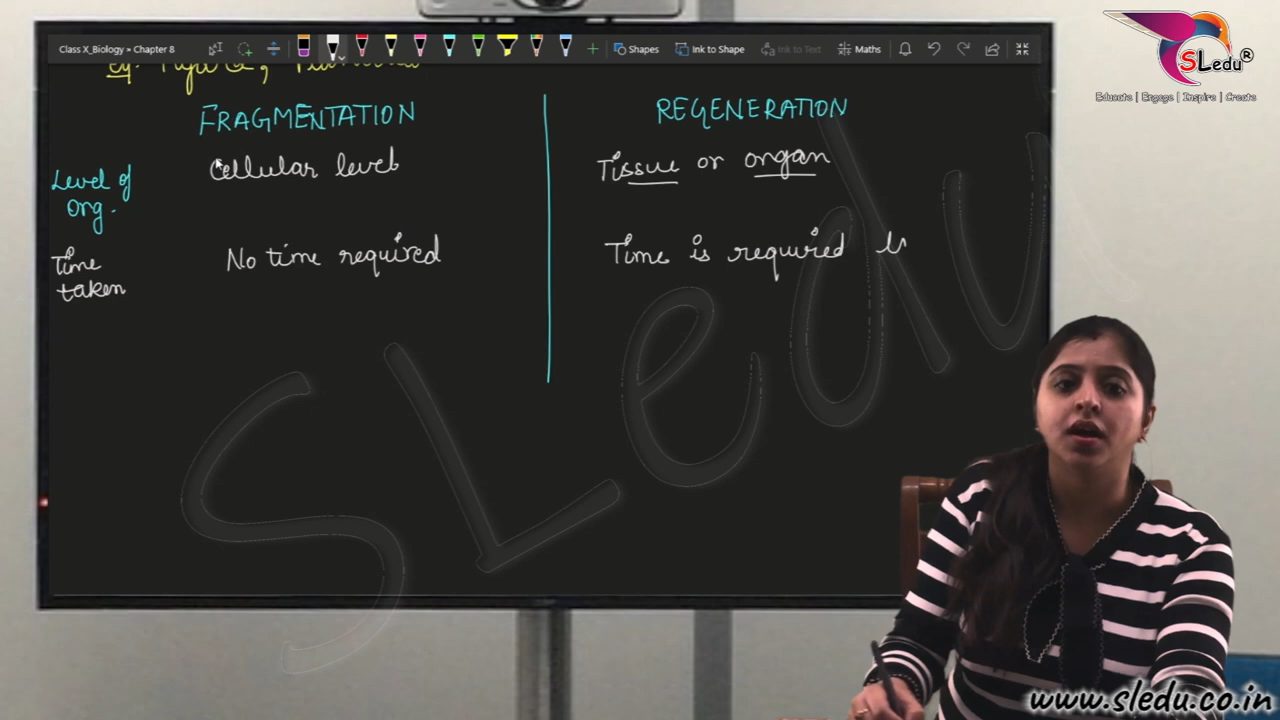 Class X_Biology » Chapter 8
Shapes
Ink to Shape
Ink to Text
Maths
SLedu®
Educate | Engage | Inspire | Create
FRAGMENTATION
REGENERATION
Level of
Org.
Cellular level
Tissue or organ
Time
taken
No time required
Time is required
SLedu
www.sledu.co.in